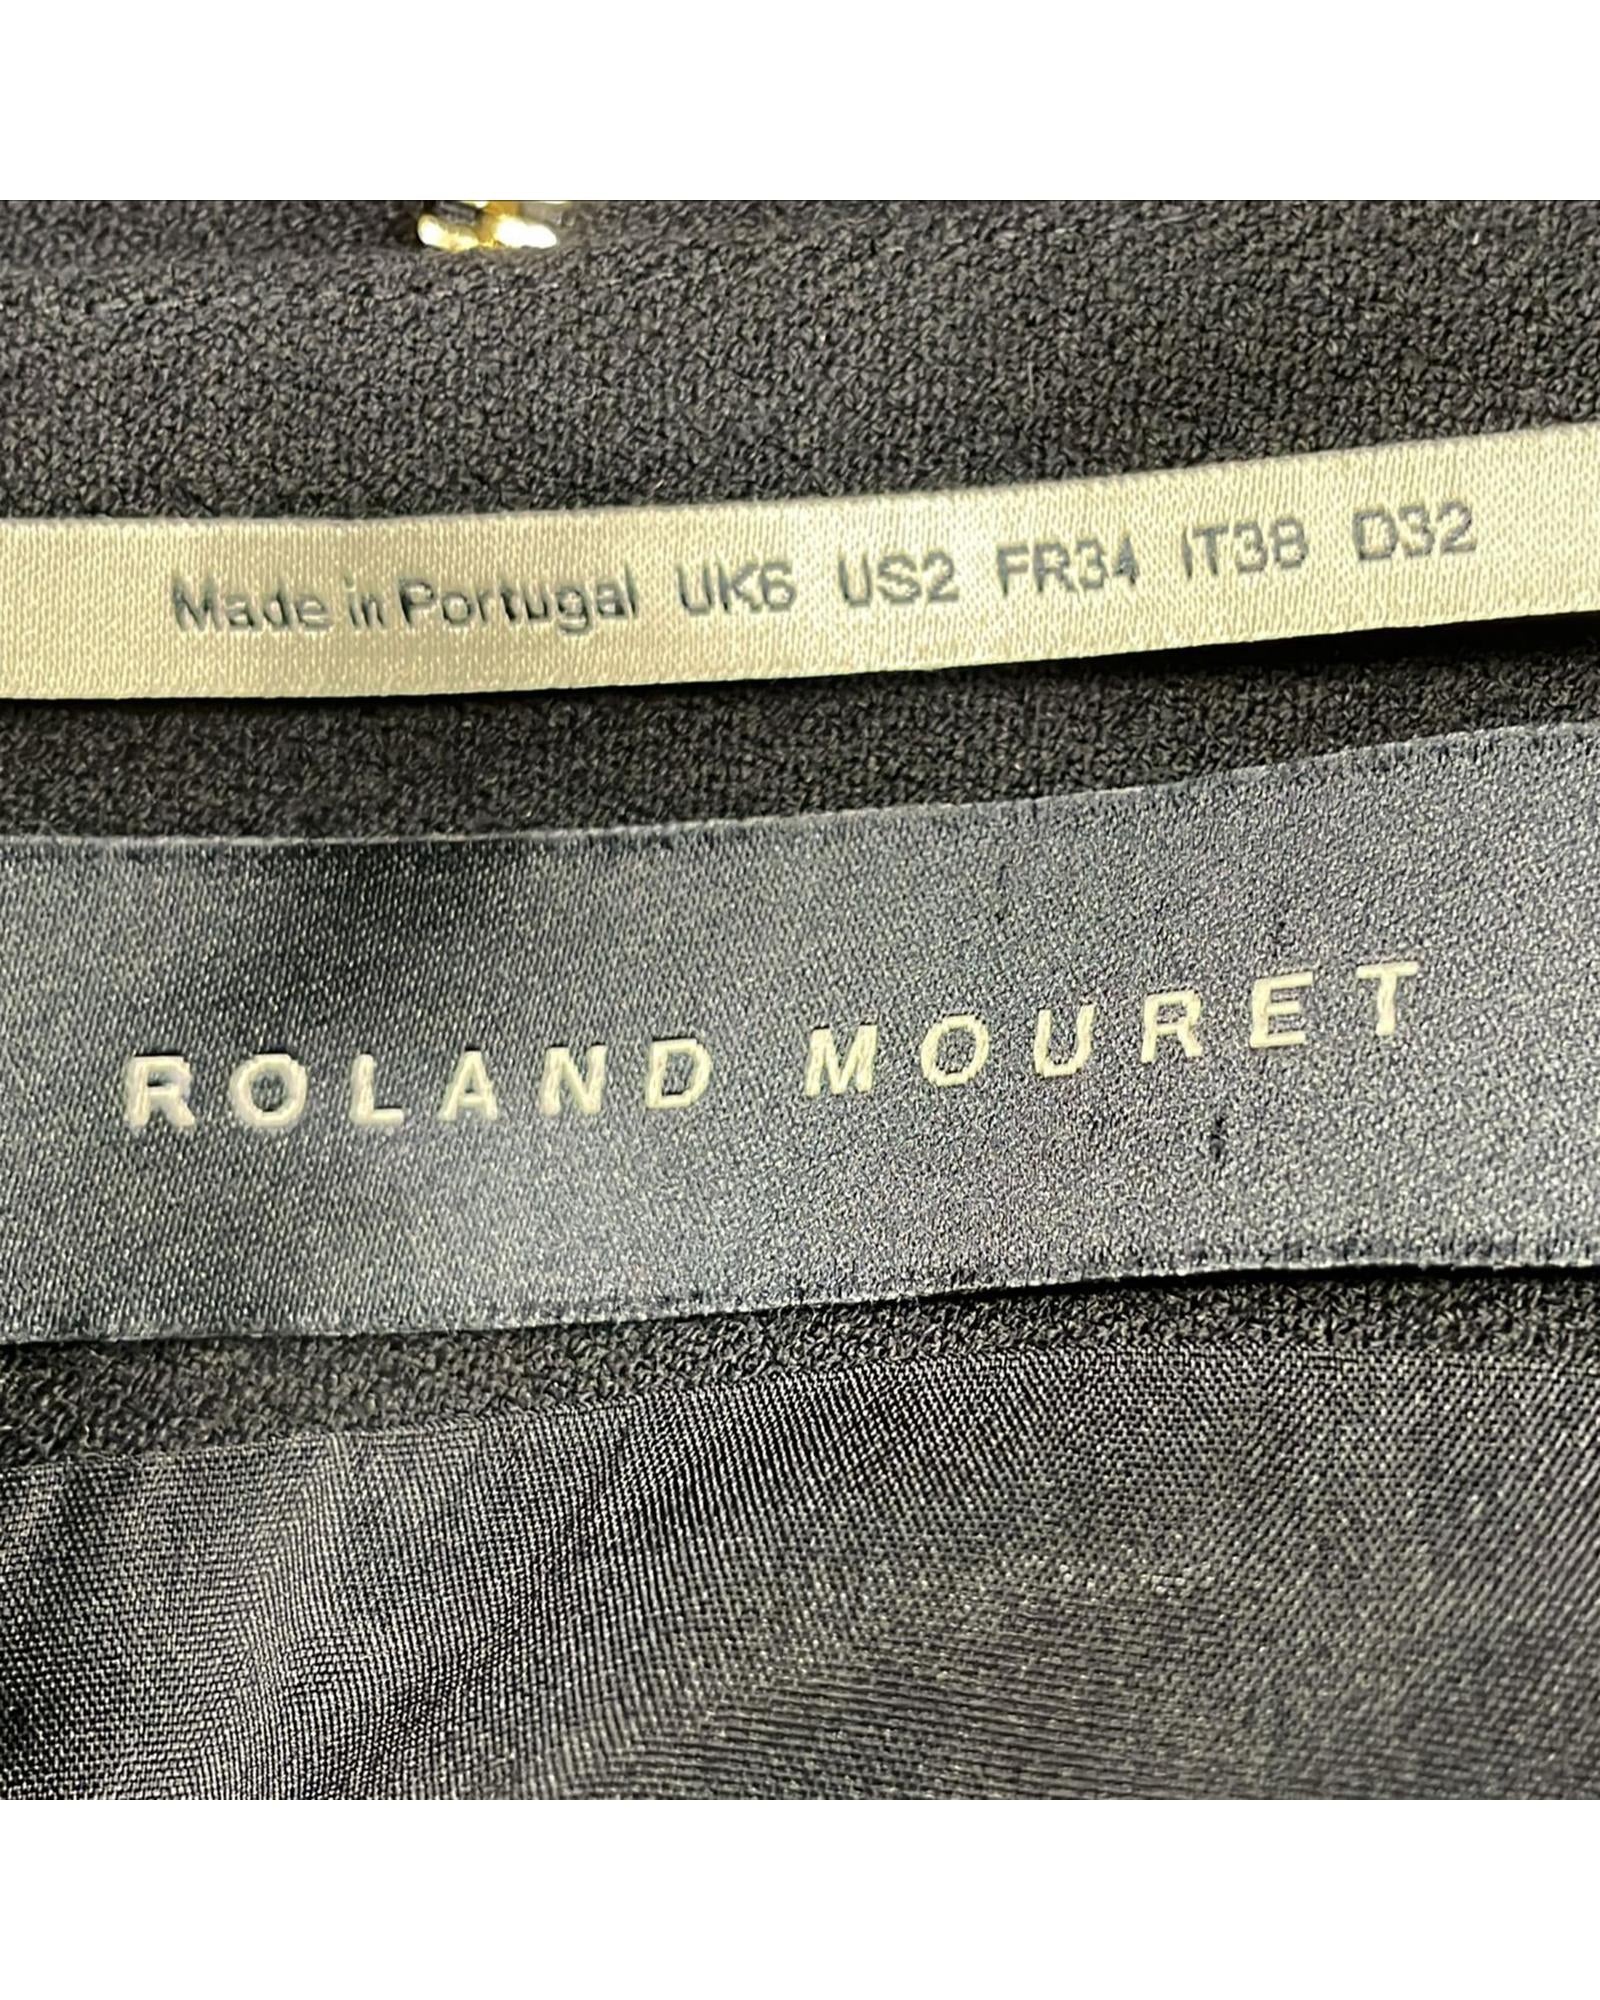 Made in Portugal UK6 US2 FR34 IT38 D32
ROLAND MOURET